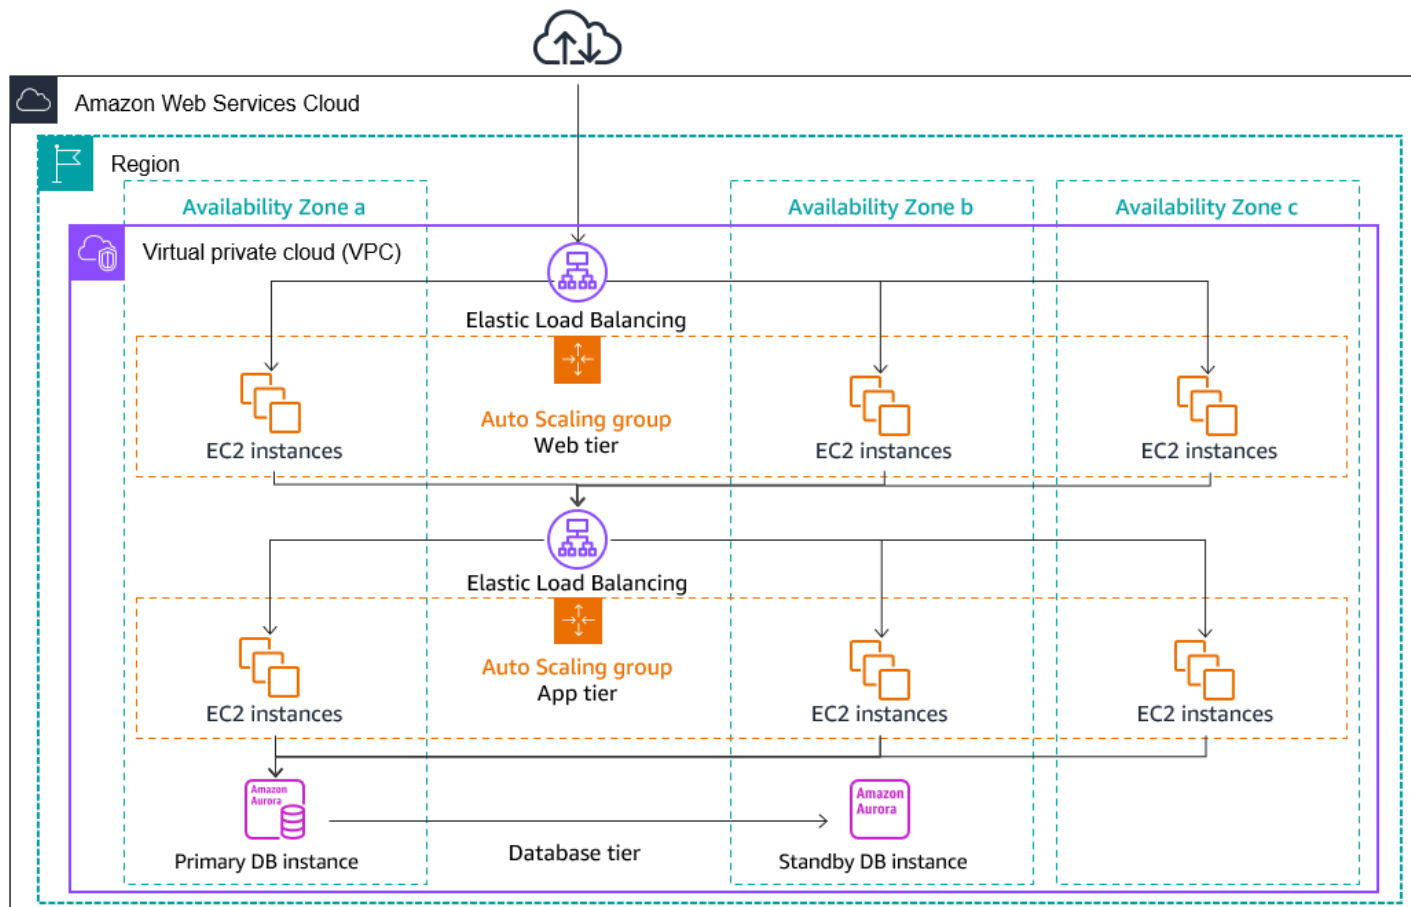 Amazon Web Services Cloud
Region
Availability Zone a
Availability Zone b
Availability Zone c
Virtual private cloud (VPC)
Elastic Load Balancing
Auto Scaling group
Web tier
EC2 instances
EC2 instances
EC2 instances
Elastic Load Balancing
Auto Scaling group
App tier
EC2 instances
EC2 instances
EC2 instances
Amazon
Aurora
Primary DB instance
Database tier
Amazon
Aurora
Standby DB instance